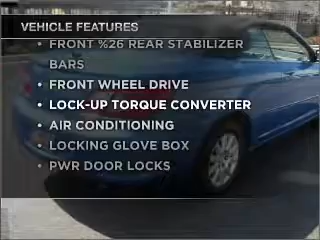 VEHICLE FEATURES
• FRONT %26 REAR STABILIZER
BARS
• FRONT WHEEL DRIVE
• LOCK-UP TORQUE CONVERTER
• AIR CONDITIONING
• LOCKING GLOVE BOX
• PWR DOOR LOCKS